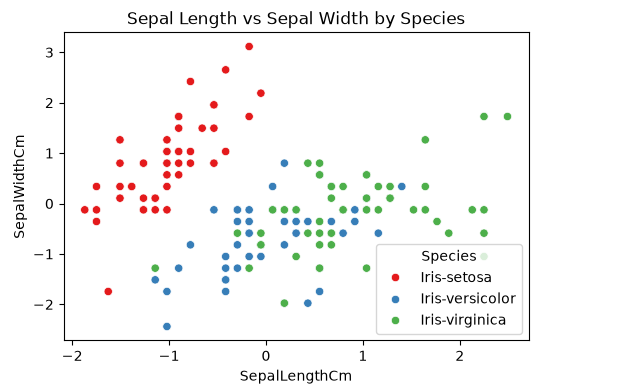 Sepal Length vs Sepal Width by Species
3
2
1
0
−1
−2
SepalWidthCm
Species
Iris-setosa
Iris-versicolor
Iris-virginica
−2 −1 0 1 2
SepalLengthCm